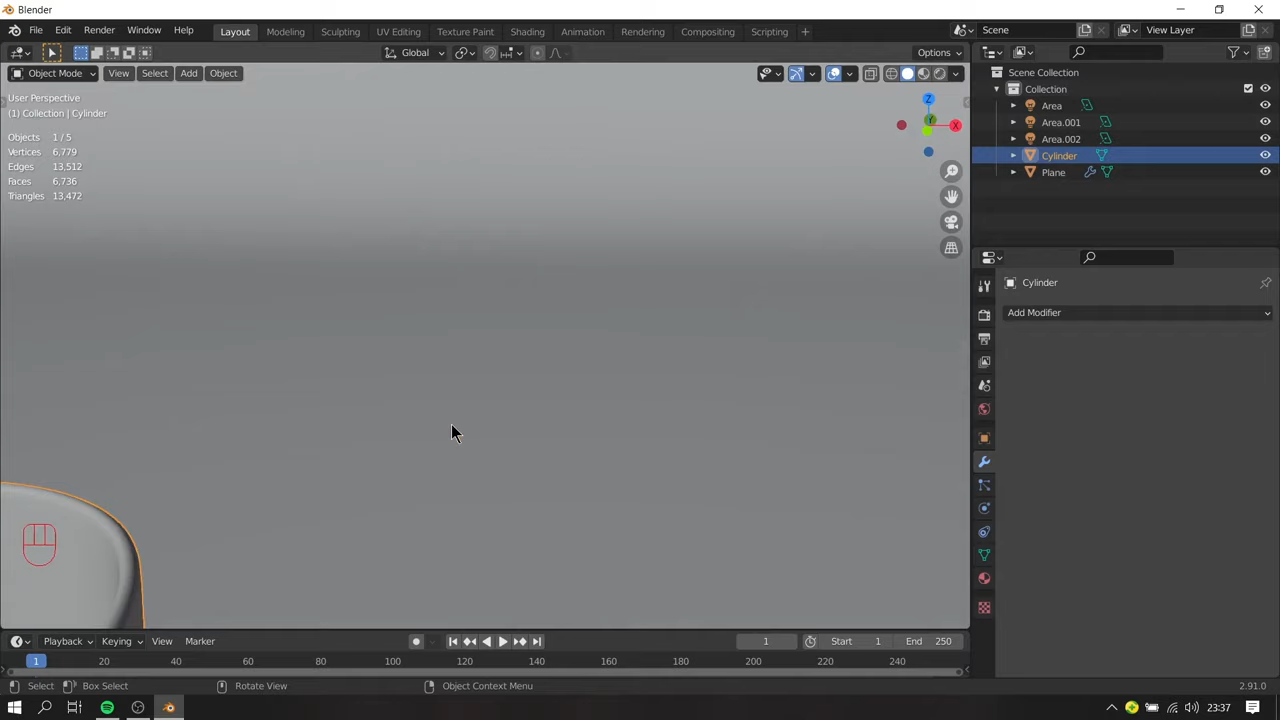 Blender
File Edit Render Window Help Layout Modeling Sculpting UV Editing Texture Paint Shading Animation Rendering Compositing Scripting + Scene View Layer
Global Options
Object Mode View Select Add Object
User Perspective
(1) Collection | Cylinder
Objects 1 / 5
Vertices 6,779
Edges 13,512
Faces 6,736
Triangles 13,472
Z
Y
X
Scene Collection
Collection
Area
Area.001
Area.002
Cylinder
Plane
Cylinder
Add Modifier
Playback Keying View Marker 1 Start 1 End 250
1 20 40 60 80 100 120 140 160 180 200 220 240
Select Box Select Rotate View Object Context Menu 2.91.0
23:37